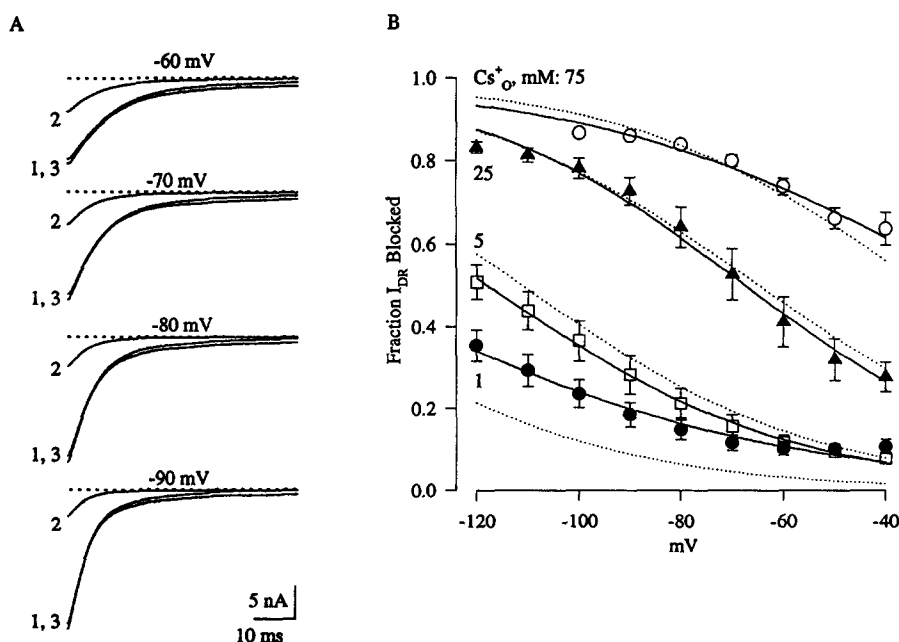 A
-60 mV
2
1, 3
-70 mV
2
1, 3
-80 mV
2
1, 3
-90 mV
2
1, 3
5 nA
10 ms
B
Cs+O, mM: 75
25
5
1
Fraction IDR Blocked
1.0
0.8
0.6
0.4
0.2
0.0
-120 -100 -80 -60 -40
mV